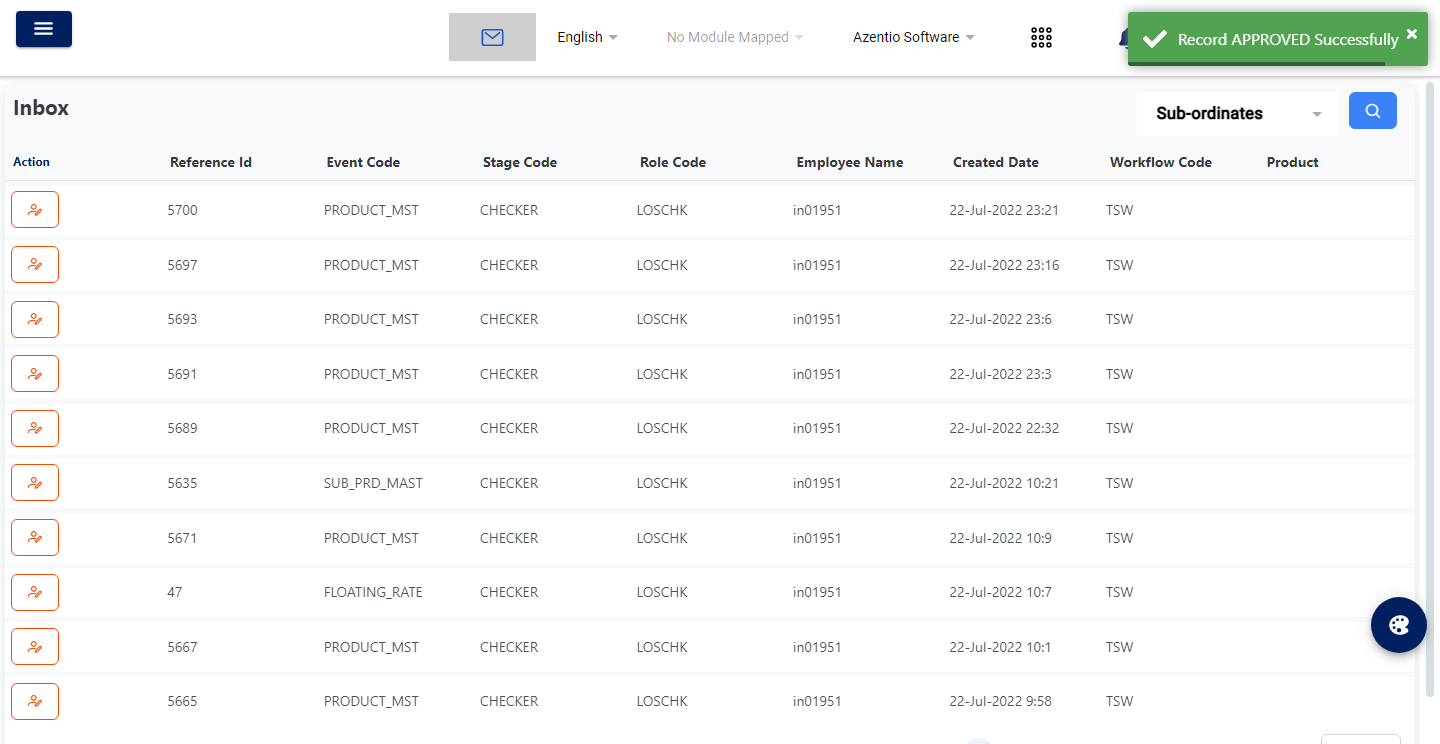 English No Module Mapped Azentio Software Record APPROVED Successfully
Inbox Sub-ordinates
Action Reference Id Event Code Stage Code Role Code Employee Name Created Date Workflow Code Product
5700 PRODUCT_MST CHECKER LOSCHK in01951 22-Jul-2022 23:21 TSW
5697 PRODUCT_MST CHECKER LOSCHK in01951 22-Jul-2022 23:16 TSW
5693 PRODUCT_MST CHECKER LOSCHK in01951 22-Jul-2022 23:6 TSW
5691 PRODUCT_MST CHECKER LOSCHK in01951 22-Jul-2022 23:3 TSW
5689 PRODUCT_MST CHECKER LOSCHK in01951 22-Jul-2022 22:32 TSW
5635 SUB_PRD_MAST CHECKER LOSCHK in01951 22-Jul-2022 10:21 TSW
5671 PRODUCT_MST CHECKER LOSCHK in01951 22-Jul-2022 10:9 TSW
47 FLOATING_RATE CHECKER LOSCHK in01951 22-Jul-2022 10:7 TSW
5667 PRODUCT_MST CHECKER LOSCHK in01951 22-Jul-2022 10:1 TSW
5665 PRODUCT_MST CHECKER LOSCHK in01951 22-Jul-2022 9:58 TSW